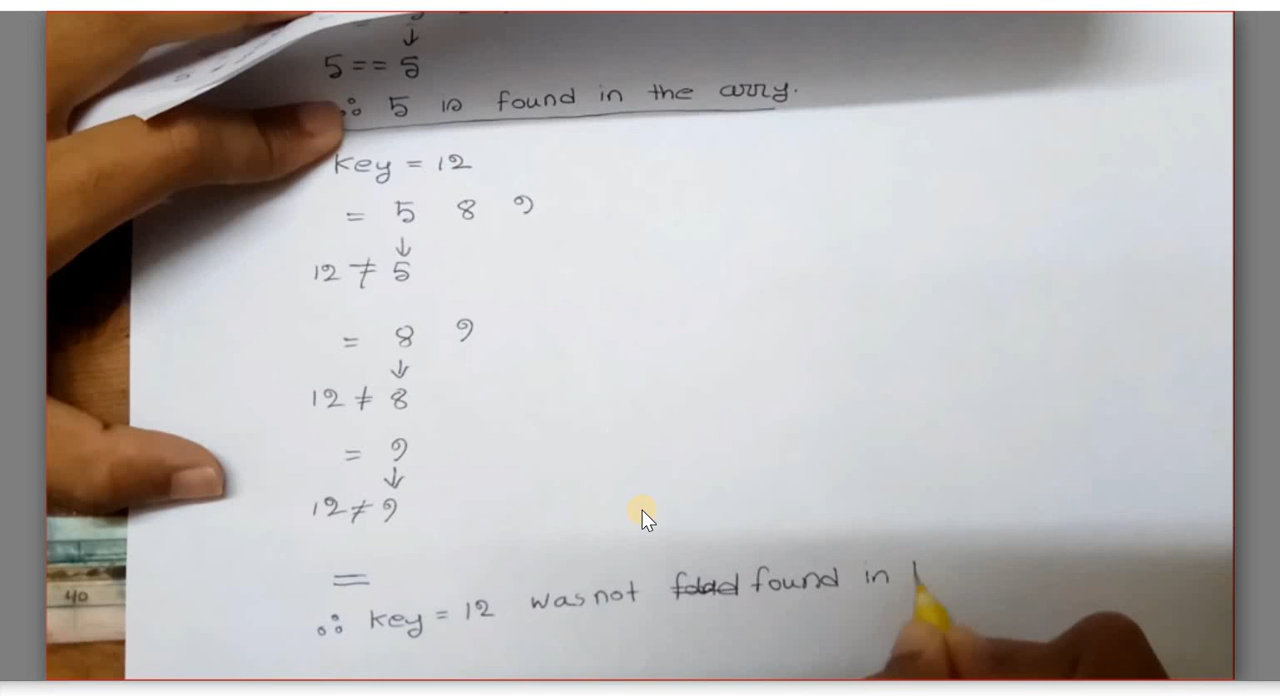 ↓
5 == 5
∴ 5 is found in the arry.
key = 12
= 5 8 9
↓
12 ≠ 5
= 8 9
↓
12 ≠ 8
= 9
↓
12 ≠ 9
=
∴ key = 12 was not found in
40